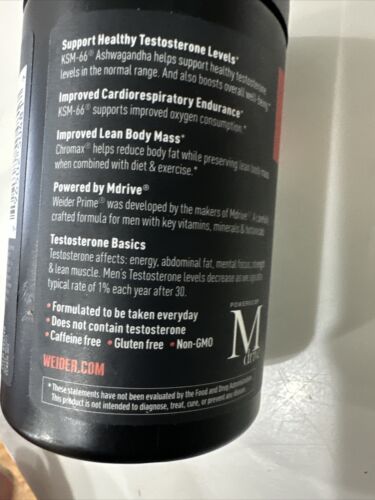 Support Healthy Testosterone Levels*
KSM-66® Ashwagandha helps support healthy testosterone
levels in the normal range. And also boosts overall well-being.*
Improved Cardiorespiratory Endurance*
KSM-66® supports improved oxygen consumption.*
Improved Lean Body Mass*
Chromax® helps reduce body fat while preserving lean body mass
when combined with diet & exercise.*
Powered by Mdrive®
Weider Prime® was developed by the makers of Mdrive®. A carefully
crafted formula for men with key vitamins, minerals & botanicals.
Testosterone Basics
Testosterone affects: energy, abdominal fat, mental focus, strength
& lean muscle. Men's Testosterone levels decrease as we age at the
typical rate of 1% each year after 30.
• Formulated to be taken everyday
• Does not contain testosterone
• Caffeine free • Gluten free • Non-GMO
POWERED BY
M
drive
WEIDER.COM
* These statements have not been evaluated by the Food and Drug Administration.
This product is not intended to diagnose, treat, cure, or prevent any disease.